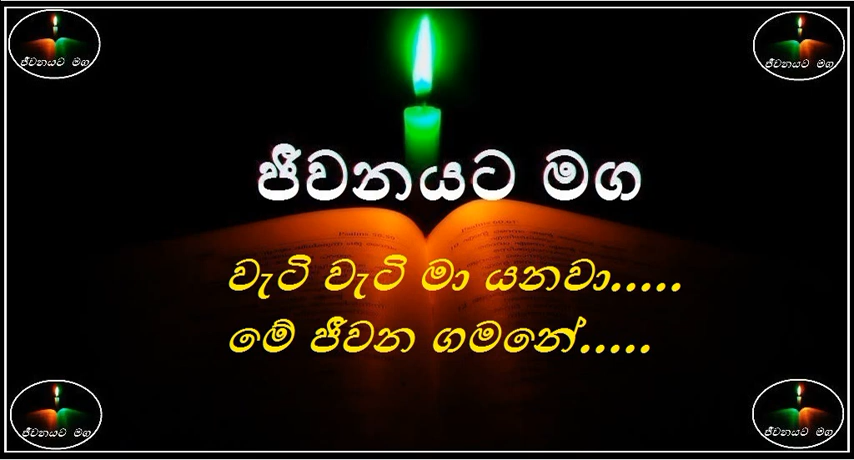 ජීවනයට මග
ජීවනයට මග
ජීවනයට මග
වැටි වැටි මා යනවා.....
මේ ජීවන ගමනේ.....
ජීවනයට මග
ජීවනයට මග